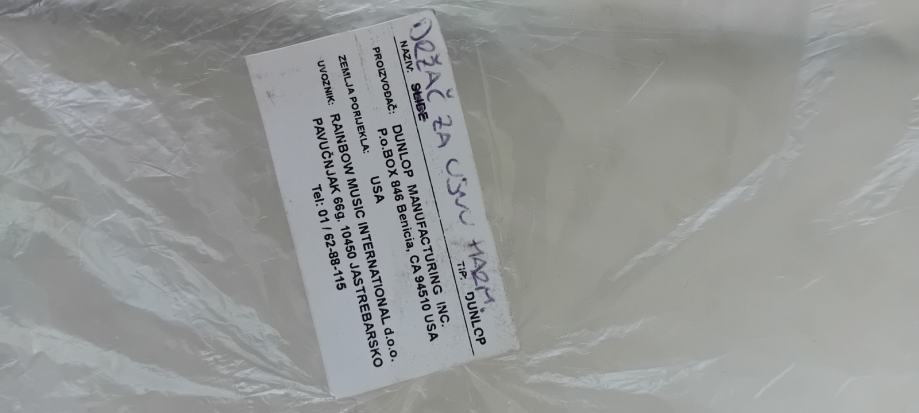 DRŽAČ ZA USNU HARM.
NAZIV: SLIDE TIP: DUNLOP
PROIZVOĐAČ: DUNLOP MANUFACTURING INC.
P.o.BOX 846 Benicia, CA 94510 USA
ZEMLJA PORIJEKLA: USA
UVOZNIK: RAINBOW MUSIC INTERNATIONAL d.o.o.
PAVUČNJAK 66g, 10450 JASTREBARSKO
Tel: 01 / 62-88-115